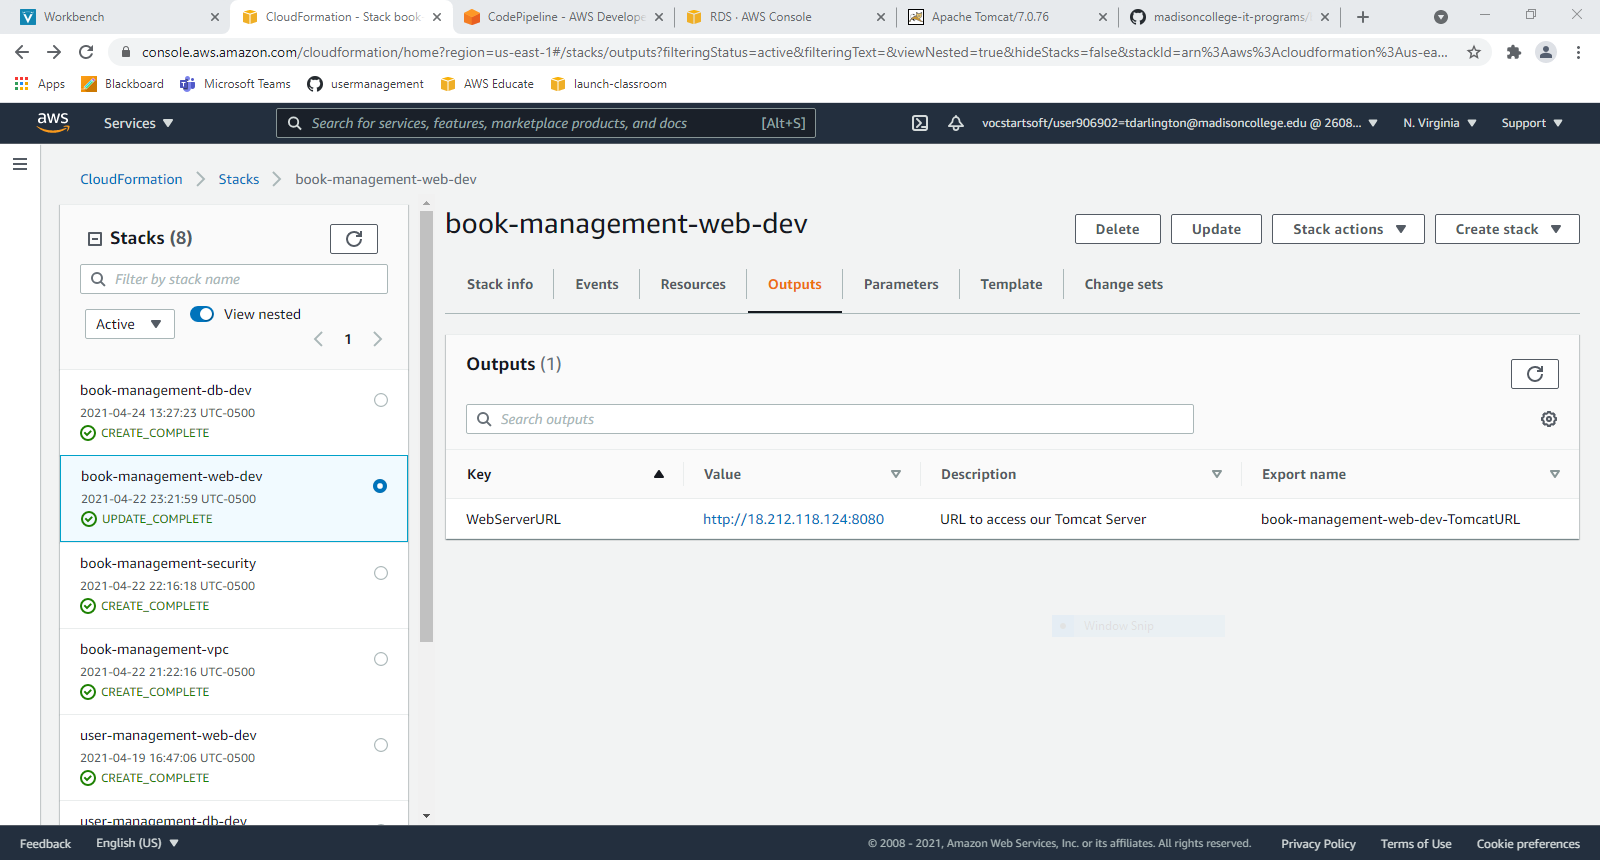 Workbench
CloudFormation - Stack book
CodePipeline - AWS Develope
RDS · AWS Console
Apache Tomcat/7.0.76
madisoncollege-it-programs/
console.aws.amazon.com/cloudformation/home?region=us-east-1#/stacks/outputs?filteringStatus=active&filteringText=&viewNested=true&hideStacks=false&stackId=arn%3Aaws%3Acloudformation%3Aus-ea...
Apps
Blackboard
Microsoft Teams
usermanagement
AWS Educate
launch-classroom
aws
Services
Search for services, features, marketplace products, and docs
[Alt+S]
vocstartsoft/user906902=tdarlington@madisoncollege.edu @ 2608...
N. Virginia
Support
CloudFormation
Stacks
book-management-web-dev
Stacks (8)
Filter by stack name
Active
View nested
1
book-management-db-dev
2021-04-24 13:27:23 UTC-0500
CREATE_COMPLETE
book-management-web-dev
2021-04-22 23:21:59 UTC-0500
UPDATE_COMPLETE
book-management-security
2021-04-22 22:16:18 UTC-0500
CREATE_COMPLETE
book-management-vpc
2021-04-22 21:22:16 UTC-0500
CREATE_COMPLETE
user-management-web-dev
2021-04-19 16:47:06 UTC-0500
CREATE_COMPLETE
user-management-db-dev
book-management-web-dev
Delete
Update
Stack actions
Create stack
Stack info
Events
Resources
Outputs
Parameters
Template
Change sets
Outputs (1)
Search outputs
Key
Value
Description
Export name
WebServerURL
http://18.212.118.124:8080
URL to access our Tomcat Server
book-management-web-dev-TomcatURL
Window Snip
Feedback
English (US)
© 2008 - 2021, Amazon Web Services, Inc. or its affiliates. All rights reserved.
Privacy Policy
Terms of Use
Cookie preferences